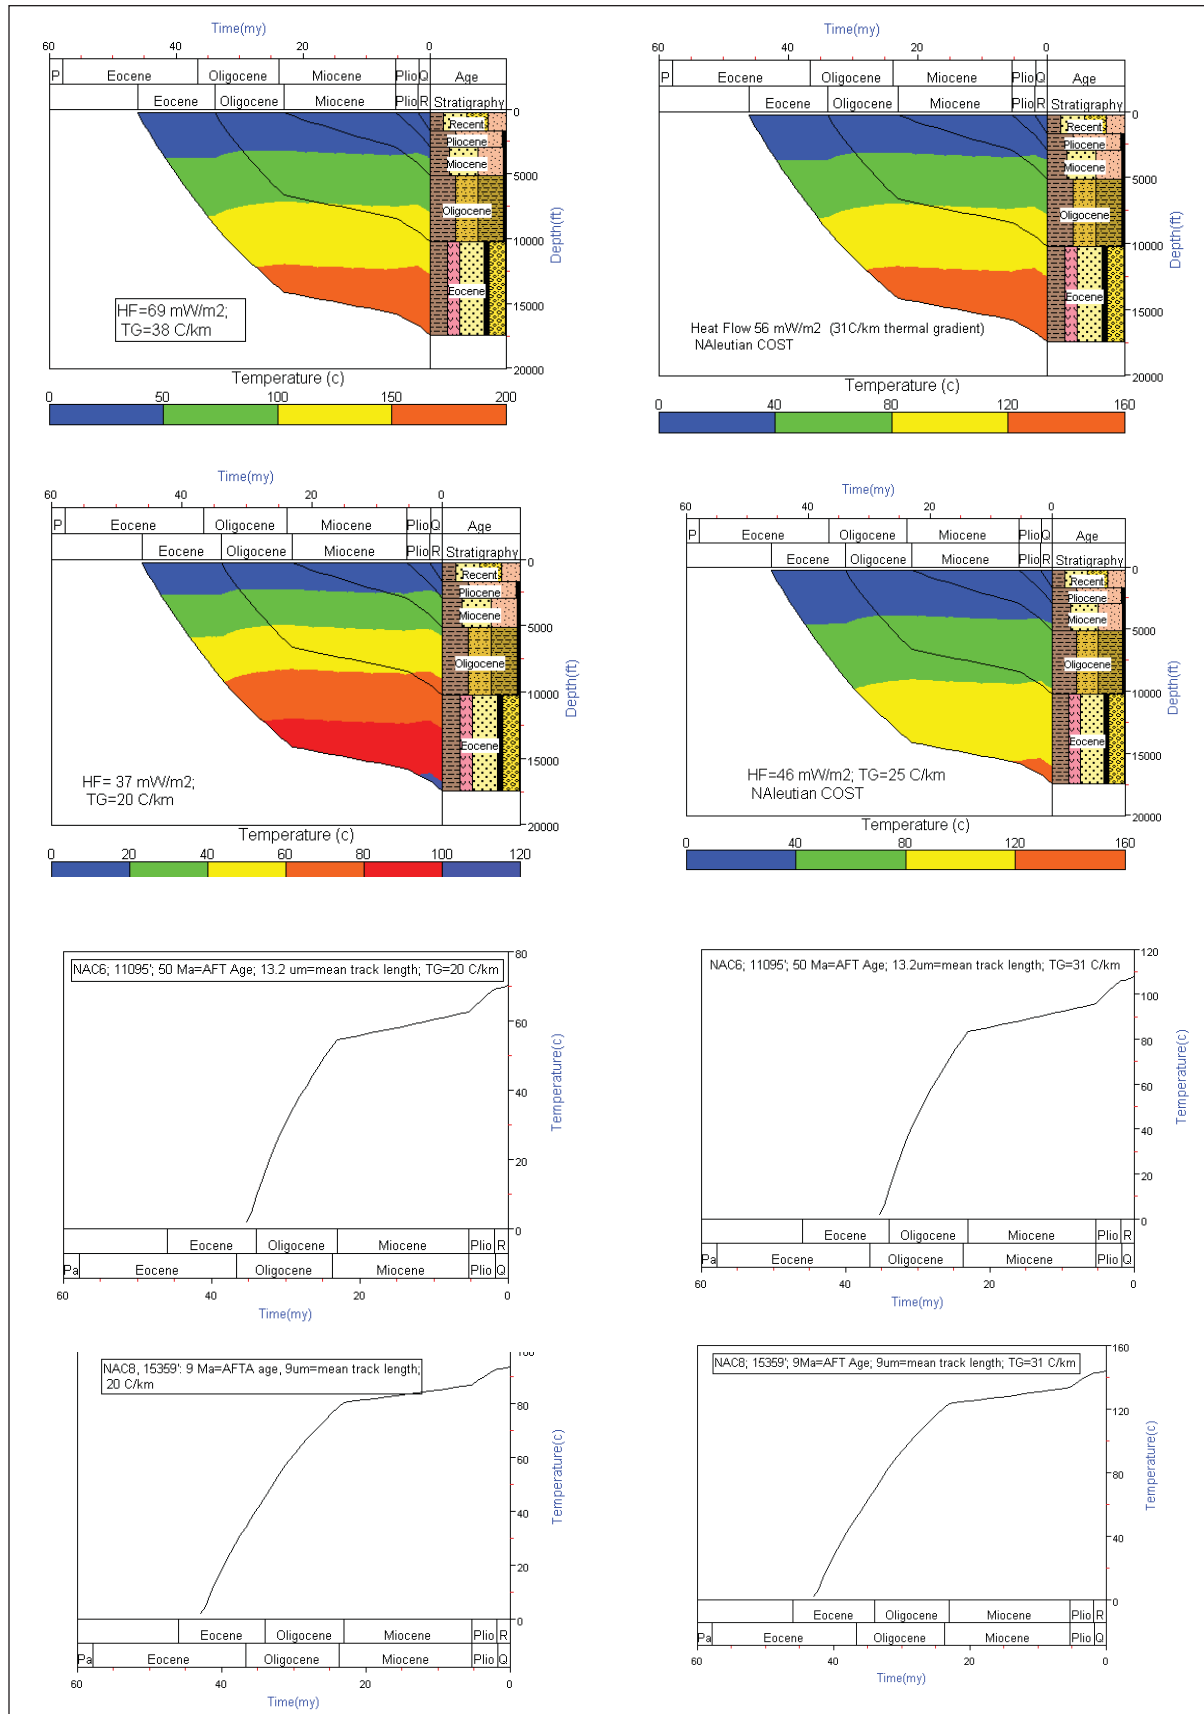 Time(my)
60 40 20 0
P Eocene Oligocene Miocene Plio Q Age
Eocene Oligocene Miocene Plio R Stratigraphy
0
Recent
Pliocene
Miocene
5000
Oligocene
10000
Eocene
15000
20000
Depth(ft)
HF=69 mW/m2;
TG=38 C/km
Temperature (c)
0 50 100 150 200
Time(my)
60 40 20 0
P Eocene Oligocene Miocene Plio Q Age
Eocene Oligocene Miocene Plio R Stratigraphy
0
Recent
Pliocene
Miocene
5000
Oligocene
10000
Eocene
15000
20000
Depth(ft)
Heat Flow 56 mW/m2 (31C/km thermal gradient)
NAleutian COST
Temperature (c)
0 40 80 120 160
Time(my)
60 40 20 0
P Eocene Oligocene Miocene Plio Q Age
Eocene Oligocene Miocene Plio R Stratigraphy
0
Recent
Pliocene
Miocene
5000
Oligocene
10000
Eocene
15000
20000
Depth(ft)
HF= 37 mW/m2;
TG=20 C/km
Temperature (c)
0 20 40 60 80 100 120
Time(my)
60 40 20 0
P Eocene Oligocene Miocene Plio Q Age
Eocene Oligocene Miocene Plio R Stratigraphy
0
Recent
Pliocene
Miocene
5000
Oligocene
10000
Eocene
15000
20000
Depth(ft)
HF=46 mW/m2; TG=25 C/km
NAleutian COST
Temperature (c)
0 40 80 120 160
NAC6; 11095'; 50 Ma=AFT Age; 13.2 um=mean track length; TG=20 C/km
80
60
40
20
0
Temperature(c)
Eocene Oligocene Miocene Plio R
Pa Eocene Oligocene Miocene Plio Q
60 40 20 0
Time(my)
NAC6; 11095'; 50 Ma=AFT Age; 13.2um=mean track length; TG=31 C/km
120
100
80
60
40
20
0
Temperature(c)
Eocene Oligocene Miocene Plio R
Pa Eocene Oligocene Miocene Plio Q
60 40 20 0
Time(my)
NAC8, 15359': 9 Ma=AFTA age, 9um=mean track length;
20 C/km
100
80
60
40
20
0
Temperature(c)
Eocene Oligocene Miocene Plio R
Pa Eocene Oligocene Miocene Plio Q
60 40 20 0
Time(my)
NAC8; 15359'; 9Ma=AFT Age; 9um=mean track length; TG=31 C/km
160
120
80
40
0
Temperature(c)
Eocene Oligocene Miocene Plio R
Pa Eocene Oligocene Miocene Plio Q
60 40 20 0
Time(my)